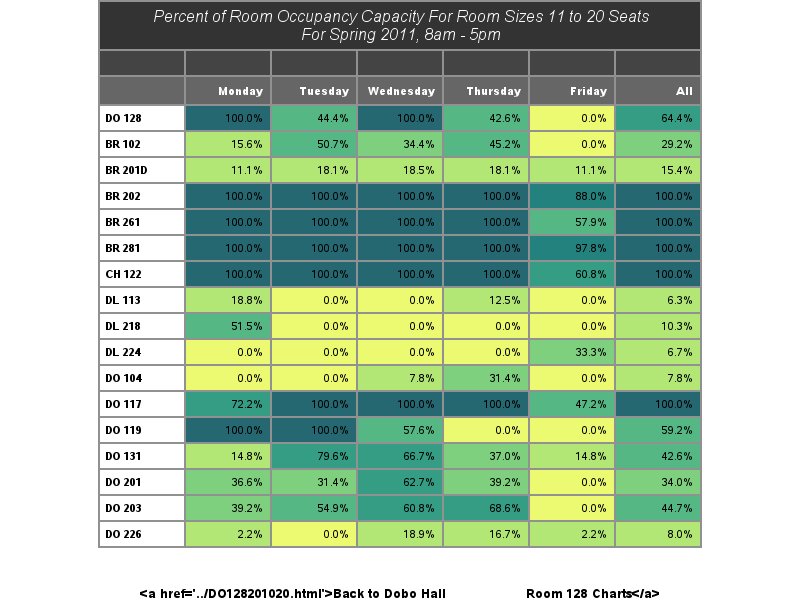 Percent of Room Occupancy Capacity For Room Sizes 11 to 20 Seats
For Spring 2011, 8am - 5pm
Monday Tuesday Wednesday Thursday Friday All
DO 128 100.0% 44.4% 100.0% 42.6% 0.0% 64.4%
BR 102 15.6% 50.7% 34.4% 45.2% 0.0% 29.2%
BR 201D 11.1% 18.1% 18.5% 18.1% 11.1% 15.4%
BR 202 100.0% 100.0% 100.0% 100.0% 88.0% 100.0%
BR 261 100.0% 100.0% 100.0% 100.0% 57.9% 100.0%
BR 281 100.0% 100.0% 100.0% 100.0% 97.8% 100.0%
CH 122 100.0% 100.0% 100.0% 100.0% 60.8% 100.0%
DL 113 18.8% 0.0% 0.0% 12.5% 0.0% 6.3%
DL 218 51.5% 0.0% 0.0% 0.0% 0.0% 10.3%
DL 224 0.0% 0.0% 0.0% 0.0% 33.3% 6.7%
DO 104 0.0% 0.0% 7.8% 31.4% 0.0% 7.8%
DO 117 72.2% 100.0% 100.0% 100.0% 47.2% 100.0%
DO 119 100.0% 100.0% 57.6% 0.0% 0.0% 59.2%
DO 131 14.8% 79.6% 66.7% 37.0% 14.8% 42.6%
DO 201 36.6% 31.4% 62.7% 39.2% 0.0% 34.0%
DO 203 39.2% 54.9% 60.8% 68.6% 0.0% 44.7%
DO 226 2.2% 0.0% 18.9% 16.7% 2.2% 8.0%
<a href='../DO128201020.html'>Back to Dobo Hall Room 128 Charts</a>